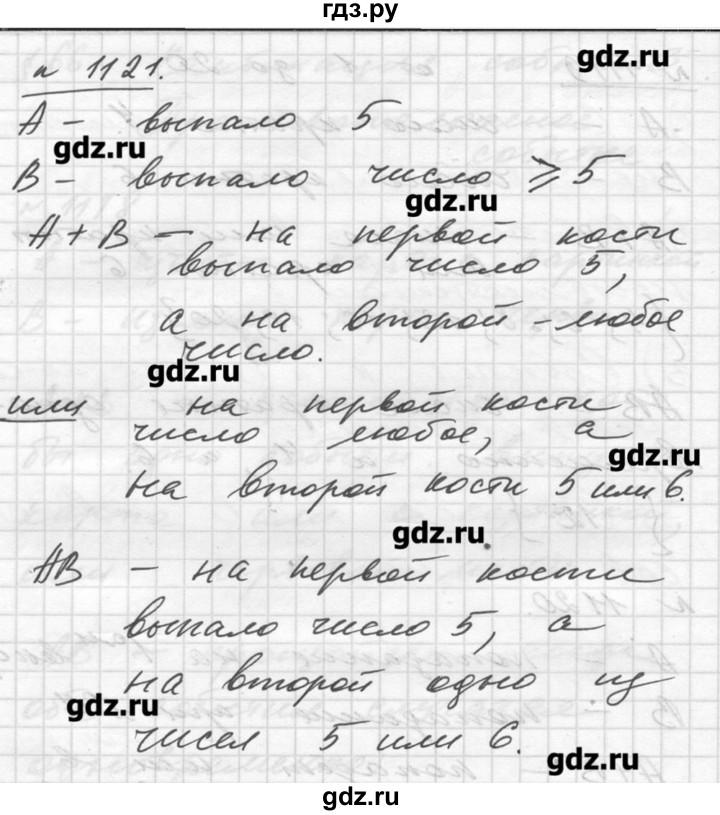 гдз.ру
gdz.ru
n 1121.
А – выпало 5
gdz.ru
В – выпало число ⩾ 5
gdz.ru
А + В – на первой кости
выпало число 5,
а на второй – любое
число.
gdz.ru
или на первой кости
число любое, а
gdz.ru
на второй кости 5 или 6.
gdz.ru
АВ – на первой кости
выпало число 5, а
на второй одно из
gdz.ru
чисел 5 или 6.
gdz.ru
gdz.ru